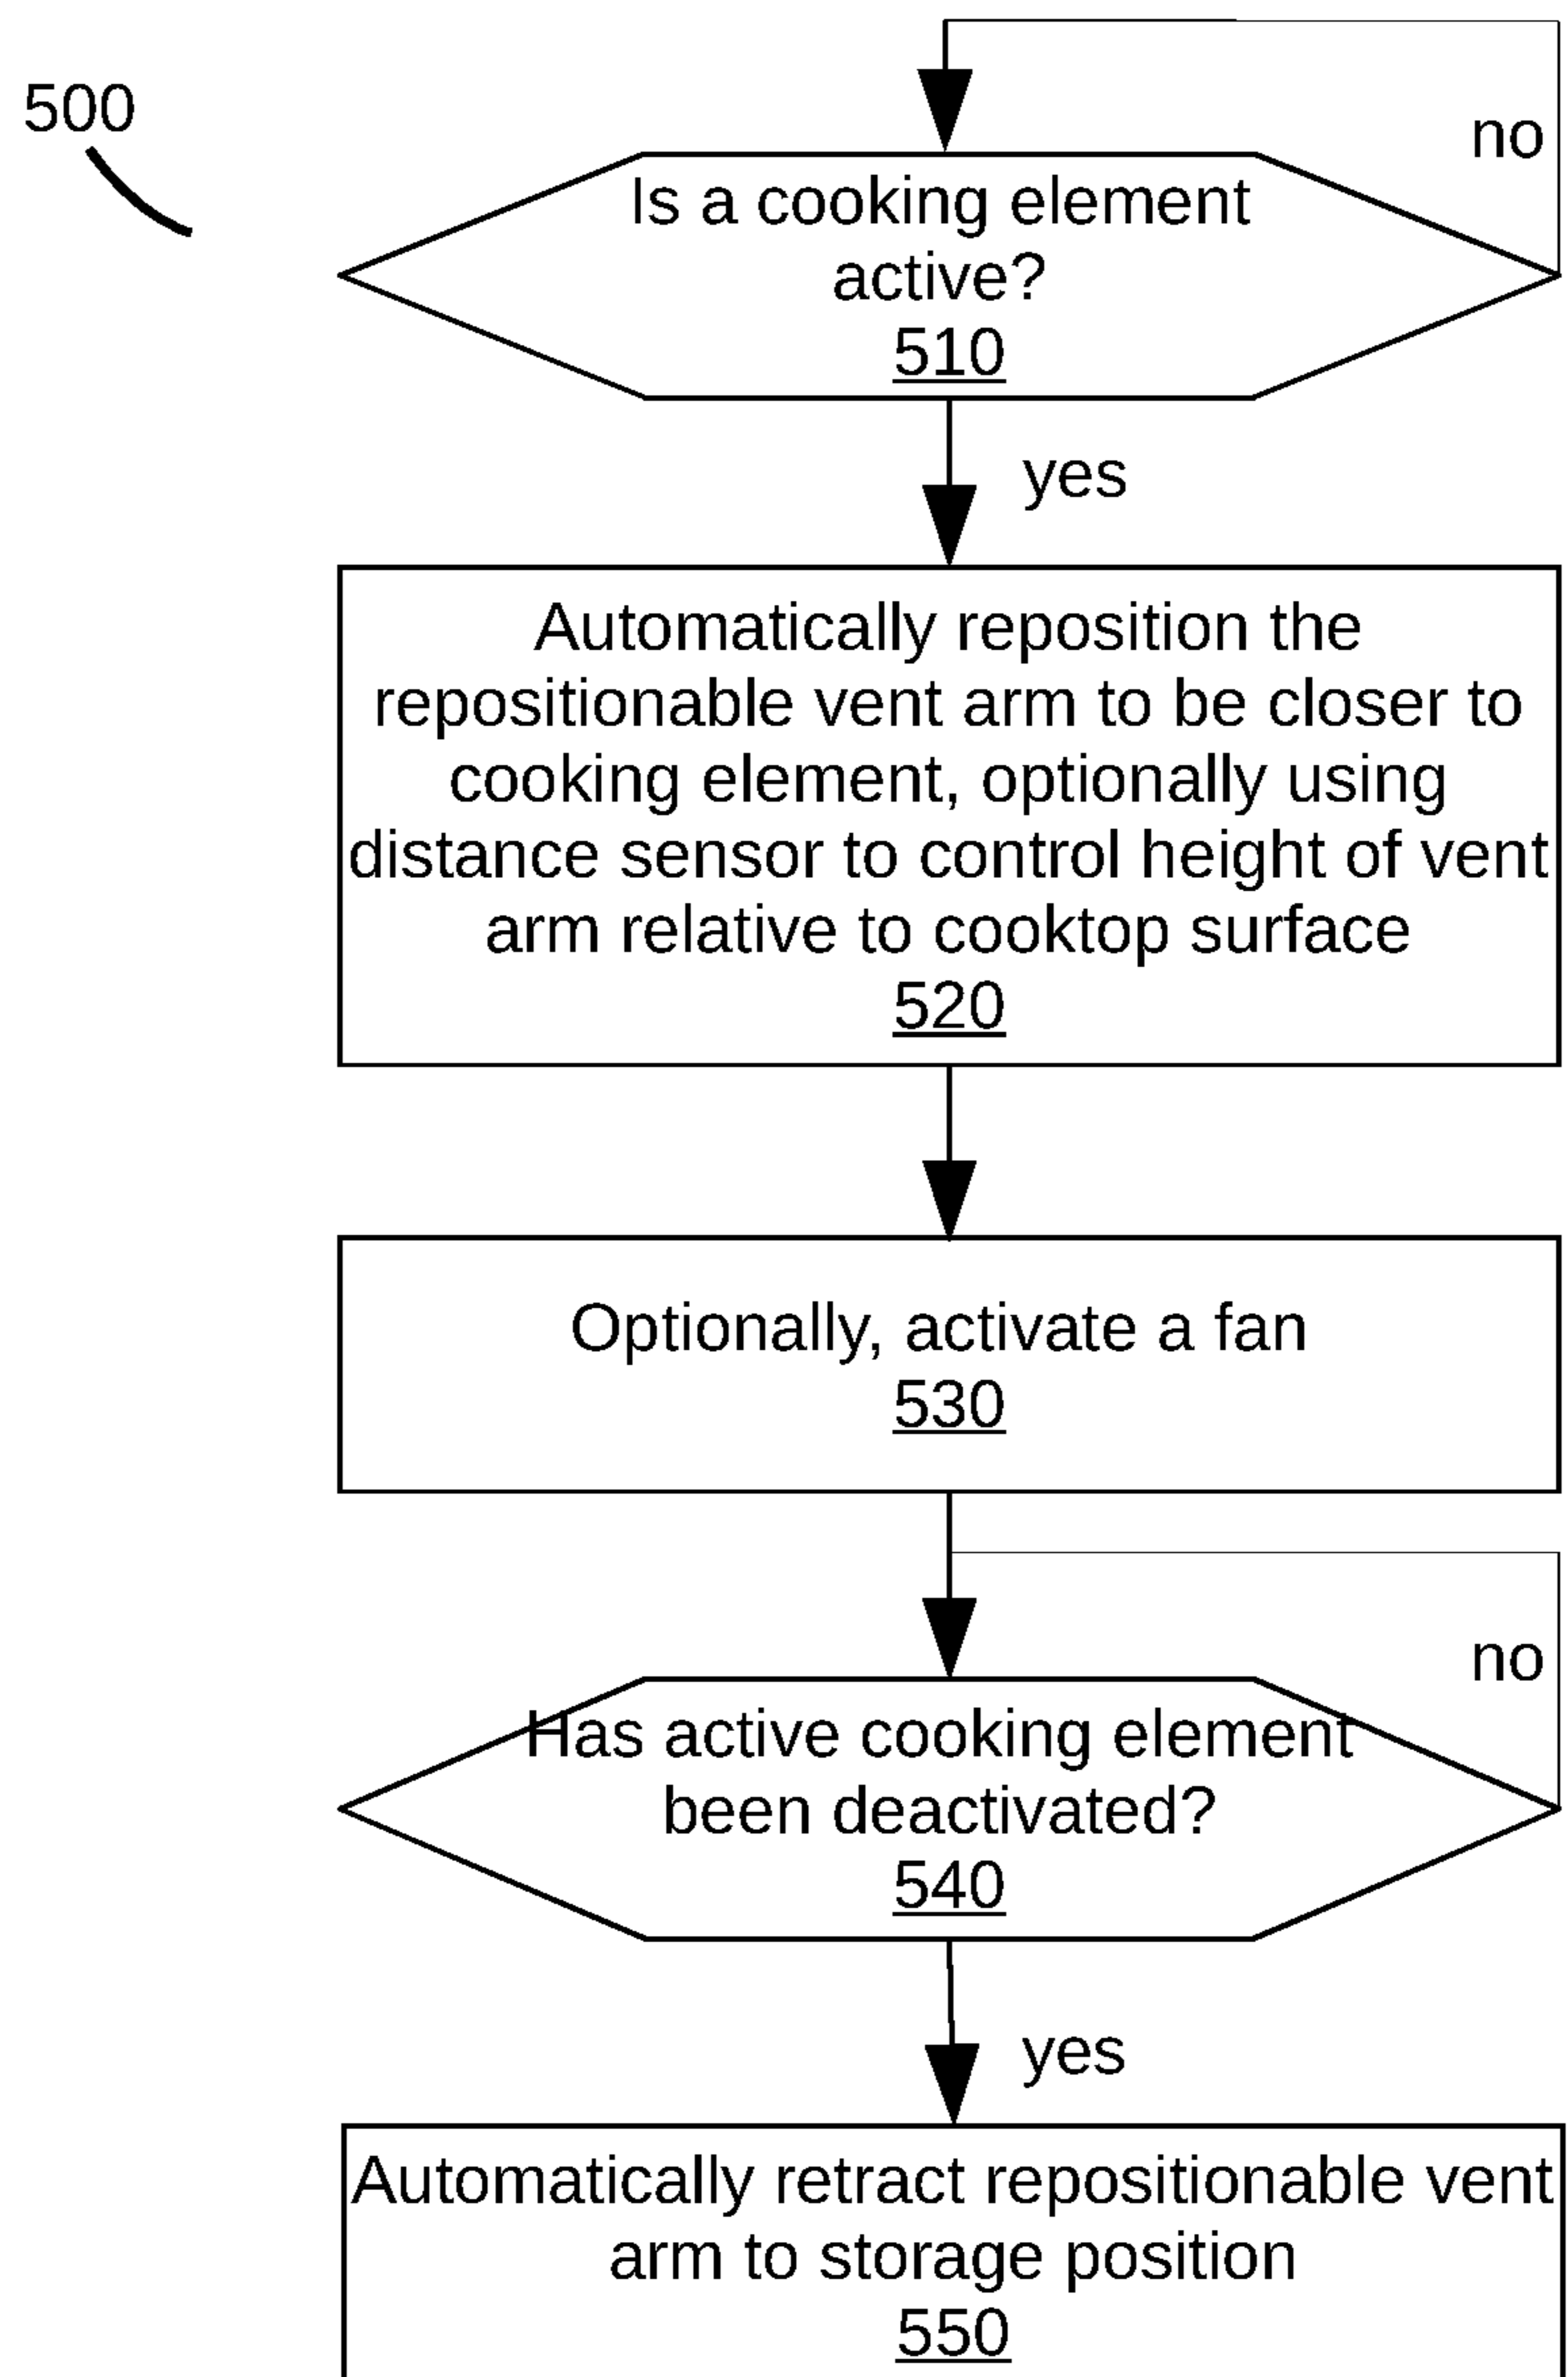 500
no
Is a cooking element
active?
510
yes
Automatically reposition the
repositionable vent arm to be closer to
cooking element, optionally using
distance sensor to control height of vent
arm relative to cooktop surface
520
Optionally, activate a fan
530
no
Has active cooking element
been deactivated?
540
yes
Automatically retract repositionable vent
arm to storage position
550